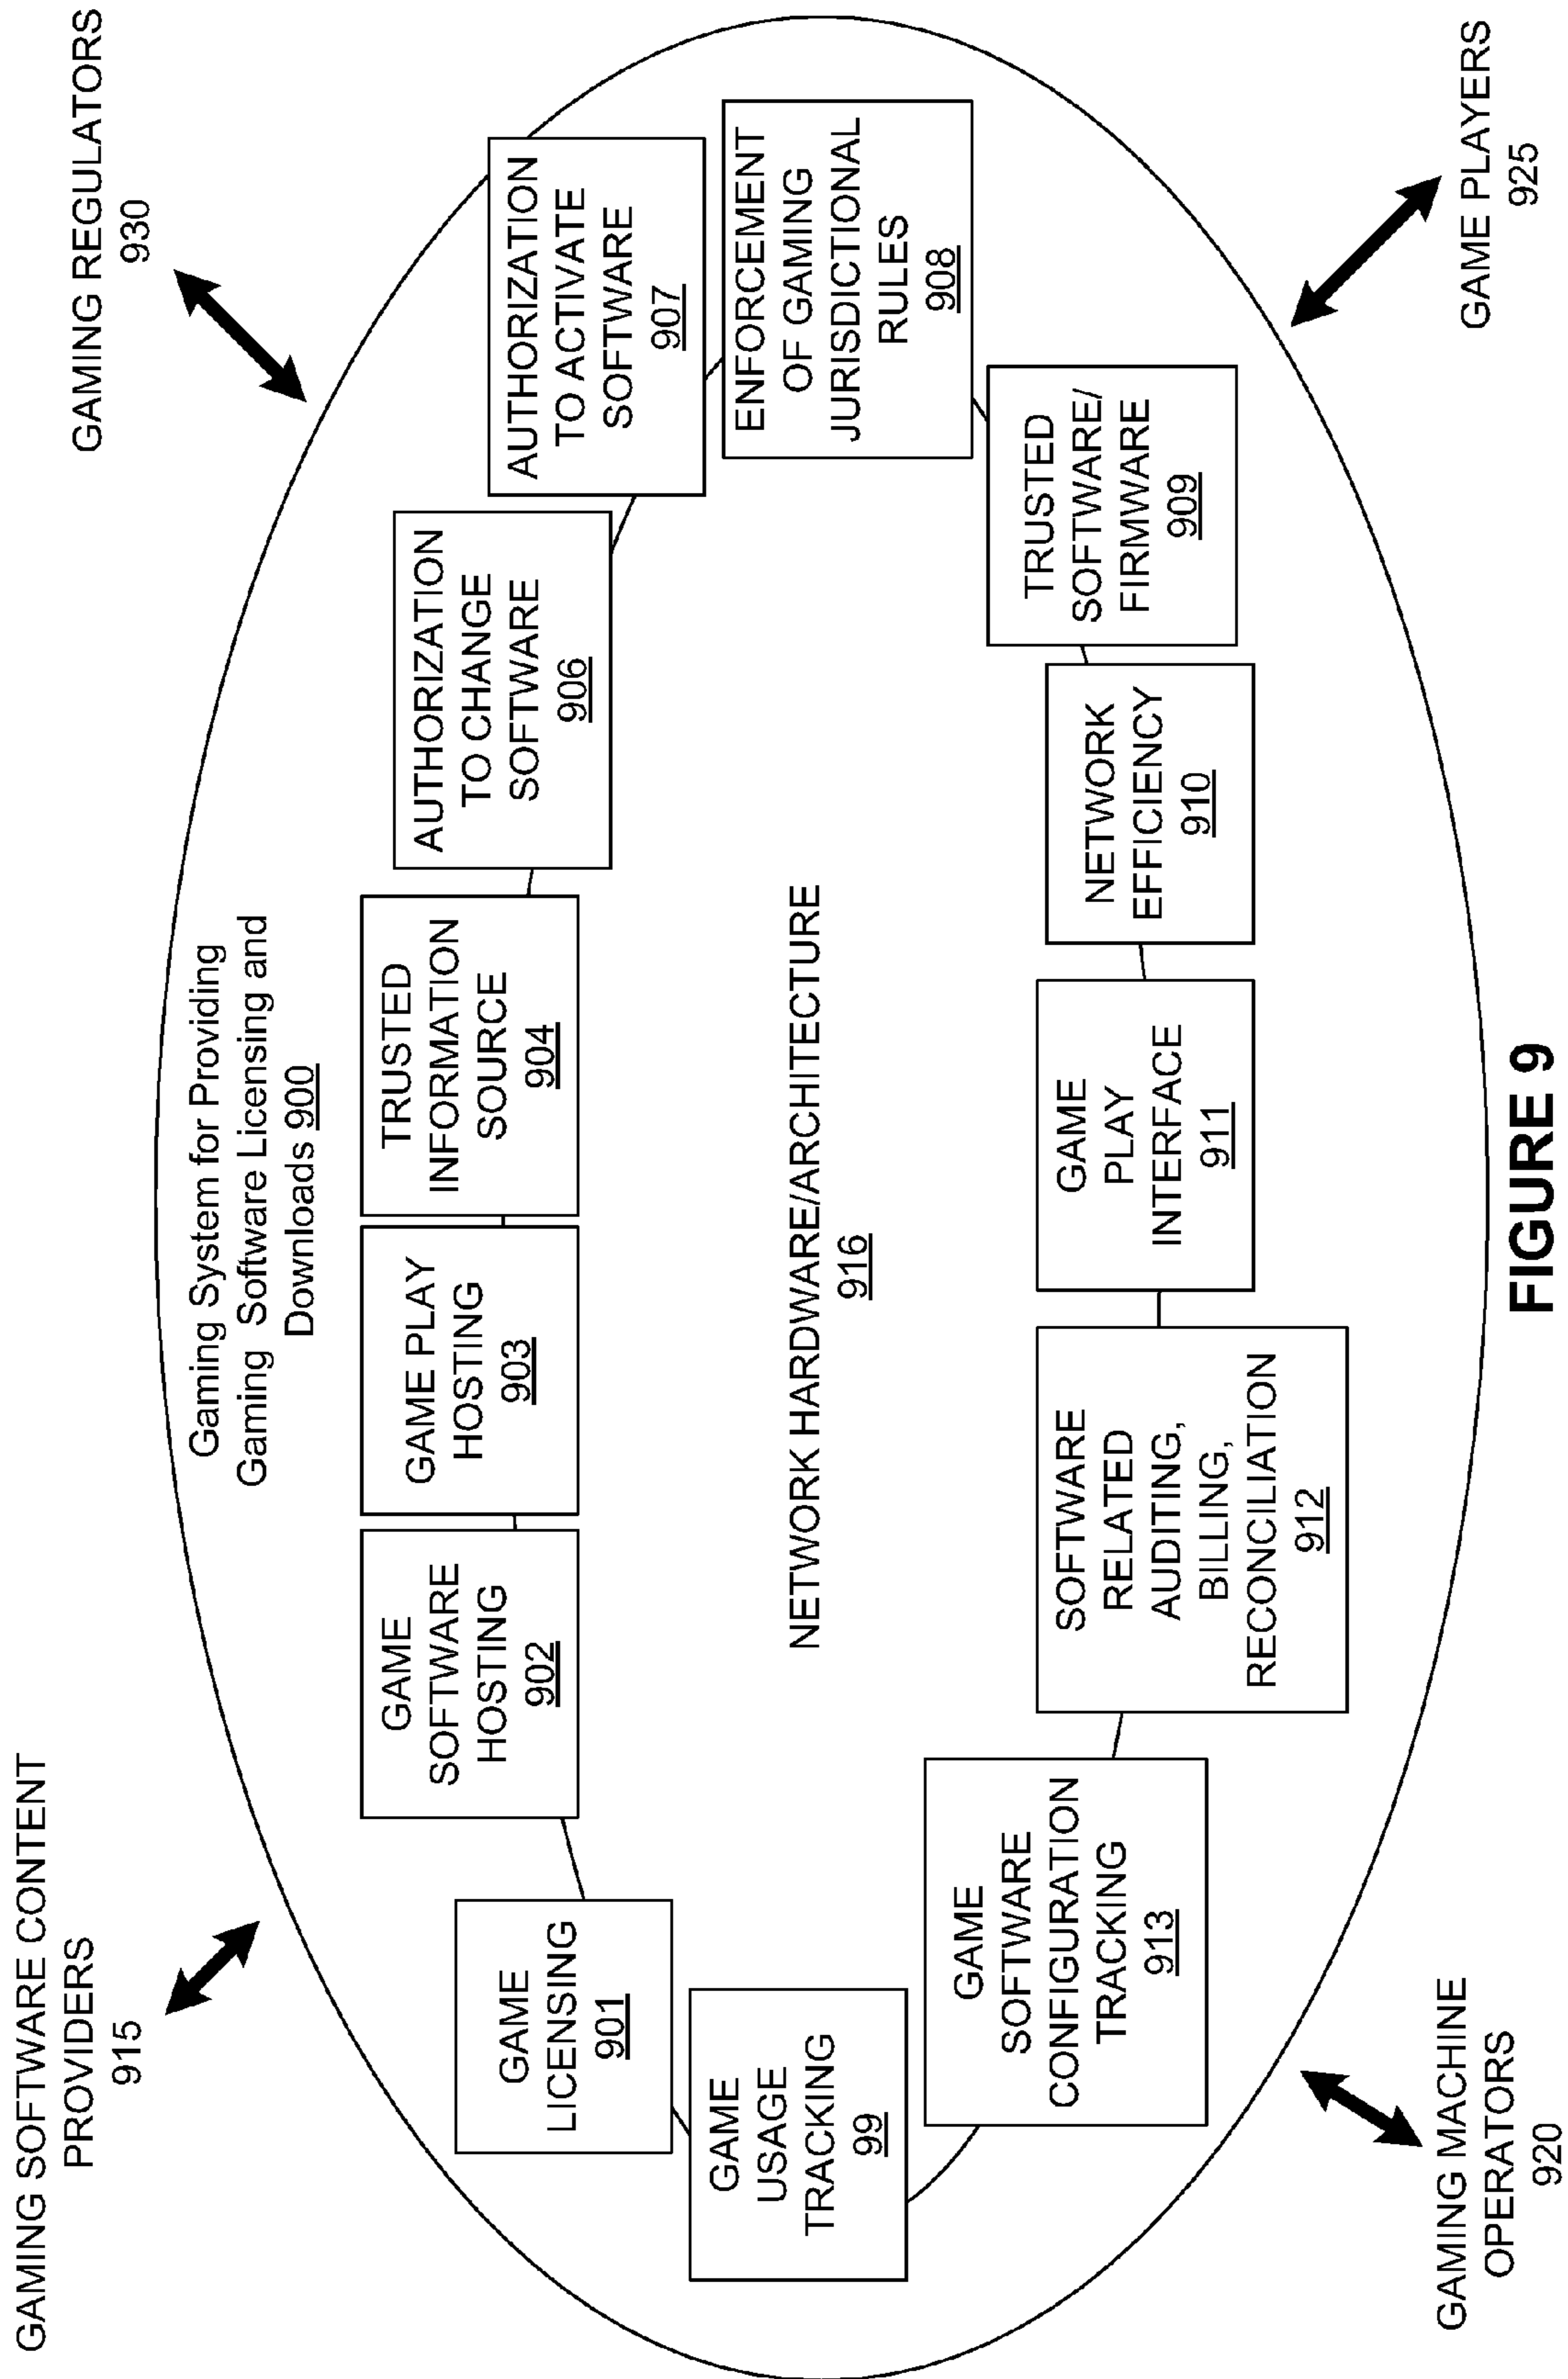 GAMING SOFTWARE CONTENT
PROVIDERS
915
GAMING REGULATORS
930
Gaming System for Providing
Gaming Software Licensing and
Downloads 900
GAME
LICENSING
901
GAME
SOFTWARE
HOSTING
902
GAME PLAY
HOSTING
903
TRUSTED
INFORMATION
SOURCE
904
AUTHORIZATION
TO CHANGE
SOFTWARE
906
AUTHORIZATION
TO ACTIVATE
SOFTWARE
907
ENFORCEMENT
OF GAMING
JURISDICTIONAL
RULES
908
GAME
USAGE
TRACKING
99
NETWORK HARDWARE/ARCHITECTURE
916
GAME
SOFTWARE
CONFIGURATION
TRACKING
913
SOFTWARE
RELATED
AUDITING,
BILLING,
RECONCILIATION
912
GAME
PLAY
INTERFACE
911
NETWORK
EFFICIENCY
910
TRUSTED
SOFTWARE/
FIRMWARE
909
GAMING MACHINE
OPERATORS
920
GAME PLAYERS
925
FIGURE 9